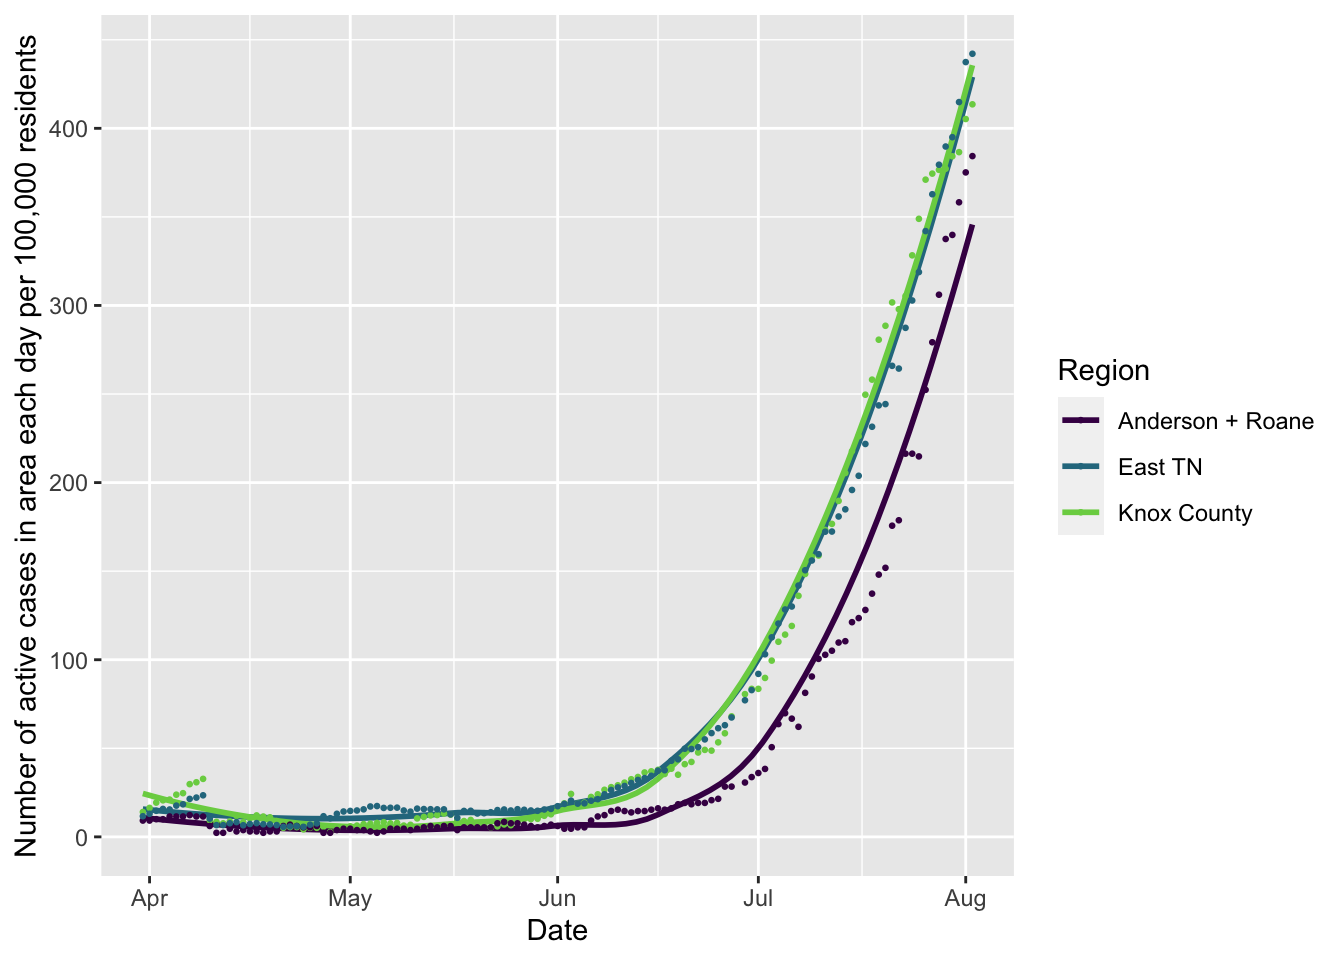 Number of active cases in area each day per 100,000 residents
400
300
200
100
0
Apr
May
Jun
Jul
Aug
Date
Region
Anderson + Roane
East TN
Knox County